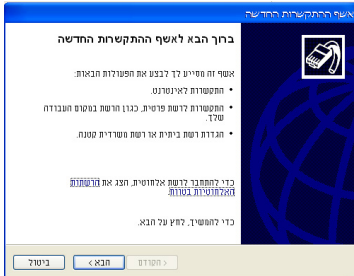 אשף ההתקשרות החדשה
ברוך הבא לאשף ההתקשרות החדשה
אשף זה מסייע לך לבצע את הפעולות הבאות:
• התקשרות לאינטרנט.
• התקשרות לרשת פרטית, כגון הרשת במקום העבודה
שלך.
• הגדרת רשת ביתית או רשת משרדית קטנה.
כדי להתחבר לרשת אלחוטית, הצג את הרשתות
האלחוטיות בטווח.
כדי להמשיך, לחץ על הבא.
< הקודם
הבא >
ביטול